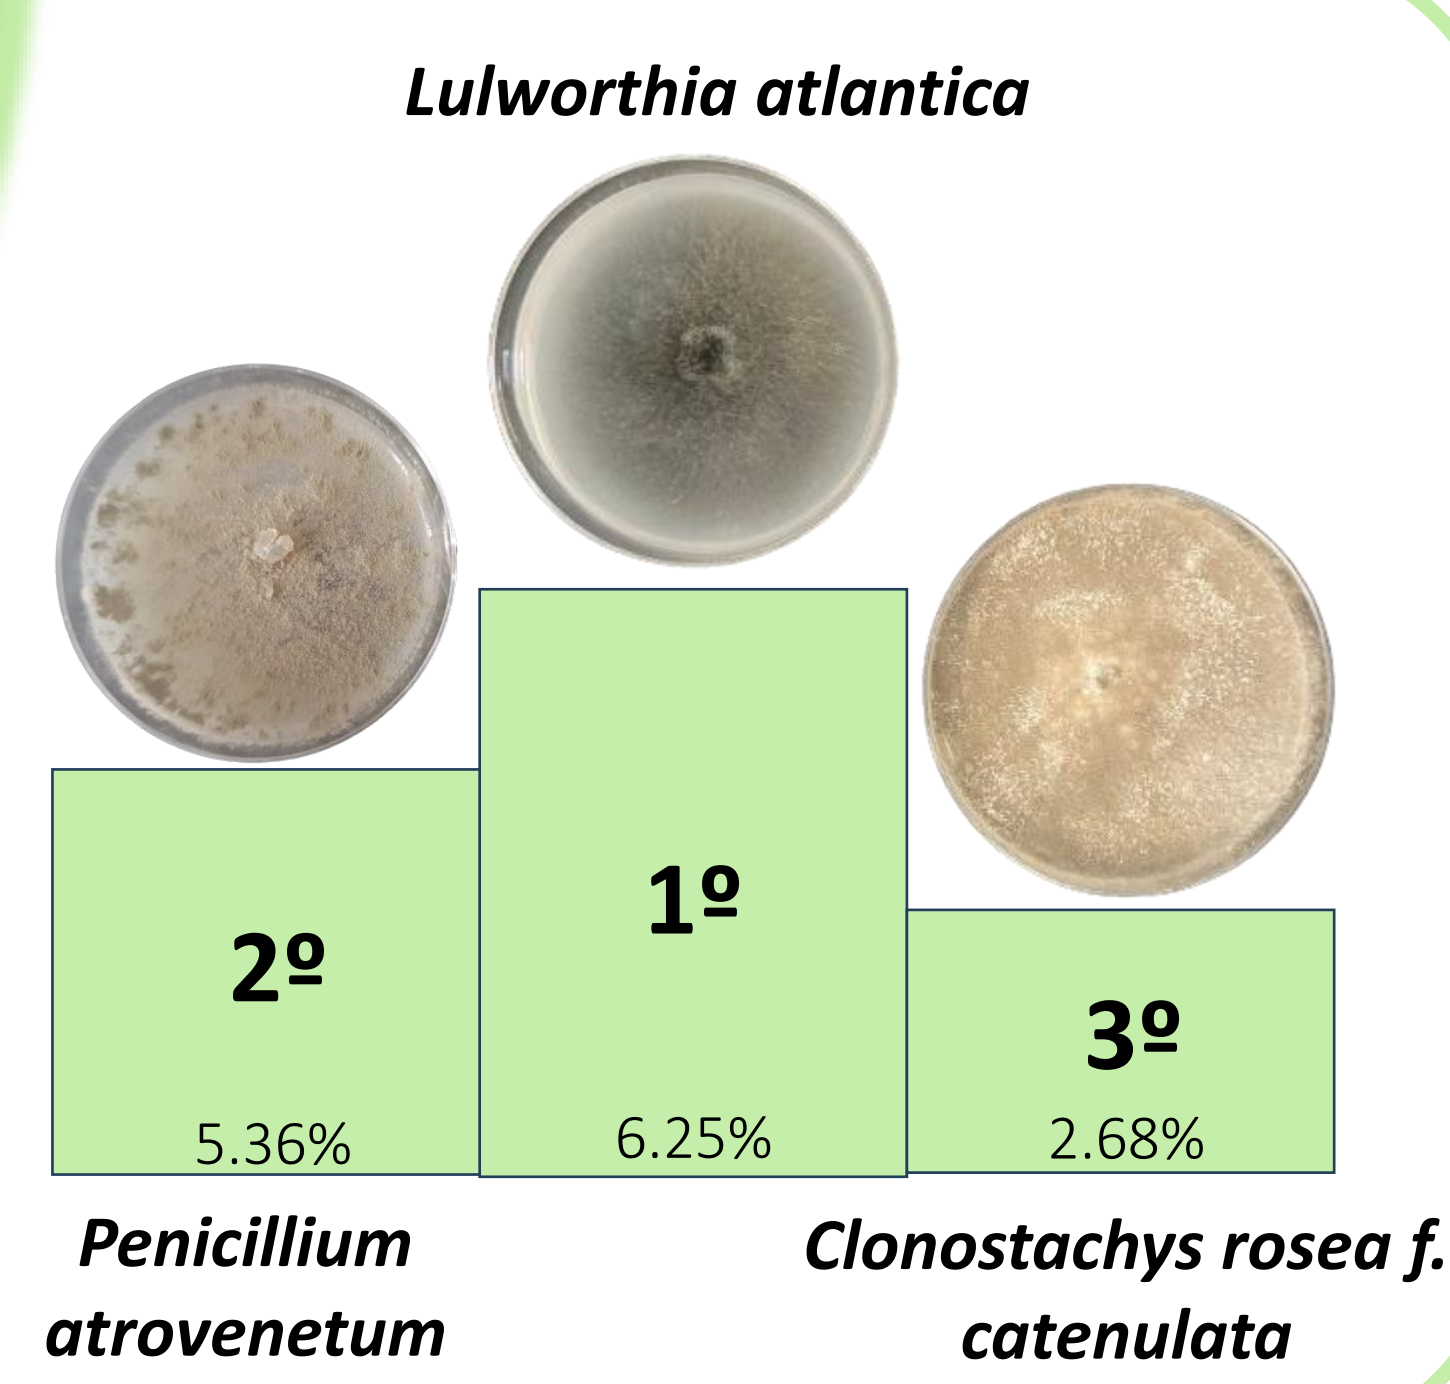 Lulworthia atlantica
2º
1º
3º
5.36%
6.25%
2.68%
Penicillium
atrovenetum
Clonostachys rosea f.
catenulata